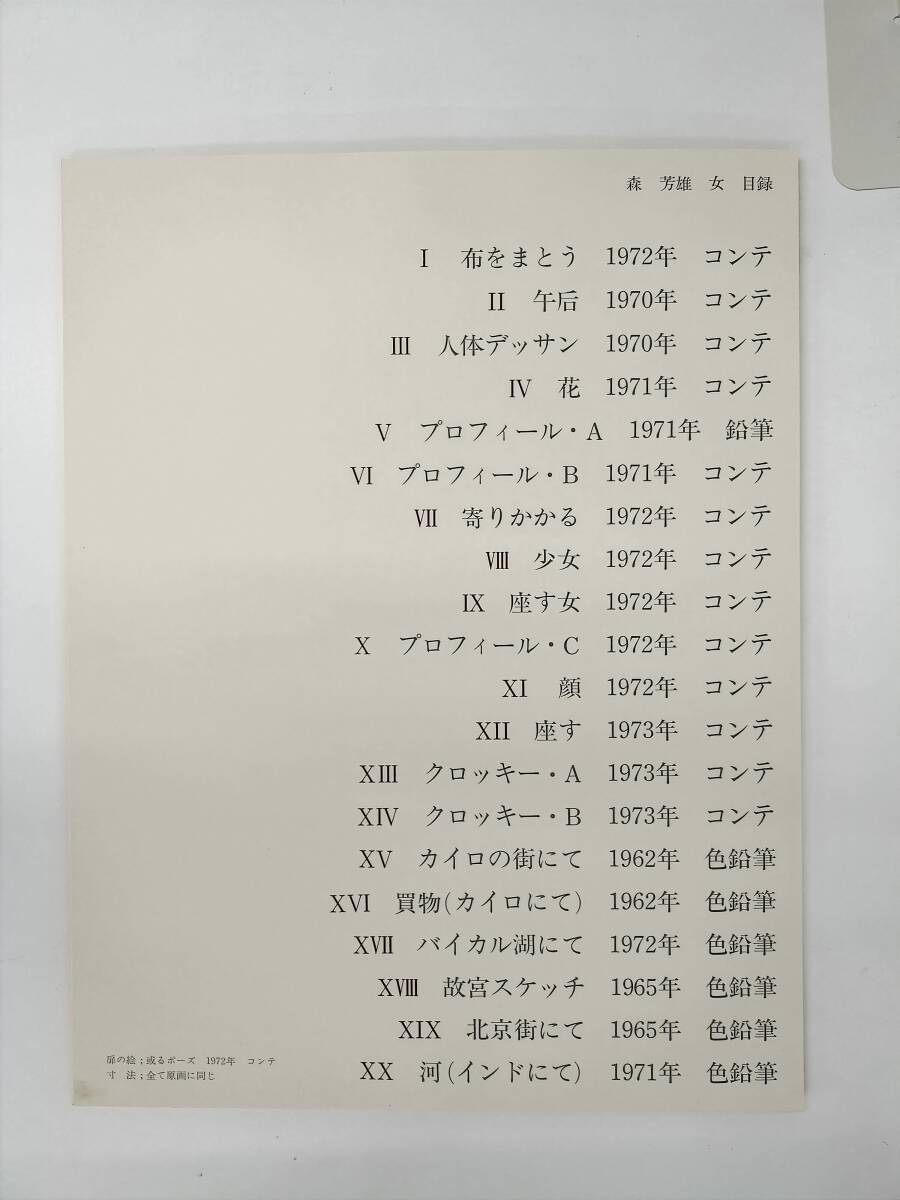 森　芳雄　女　目録
I　布をまとう　1972年　コンテ
II　午后　1970年　コンテ
III　人体デッサン　1970年　コンテ
IV　花　1971年　コンテ
V　プロフィール・A　1971年　鉛筆
VI　プロフィール・B　1971年　コンテ
VII　寄りかかる　1972年　コンテ
VIII　少女　1972年　コンテ
IX　座す女　1972年　コンテ
X　プロフィール・C　1972年　コンテ
XI　顔　1972年　コンテ
XII　座す　1973年　コンテ
XIII　クロッキー・A　1973年　コンテ
XIV　クロッキー・B　1973年　コンテ
XV　カイロの街にて　1962年　色鉛筆
XVI　買物(カイロにて)　1962年　色鉛筆
XVII　バイカル湖にて　1972年　色鉛筆
XVIII　故宮スケッチ　1965年　色鉛筆
XIX　北京街にて　1965年　色鉛筆
XX　河(インドにて)　1971年　色鉛筆
扉の絵；或るポーズ　1972年　コンテ
寸　法；全て原画に同じ